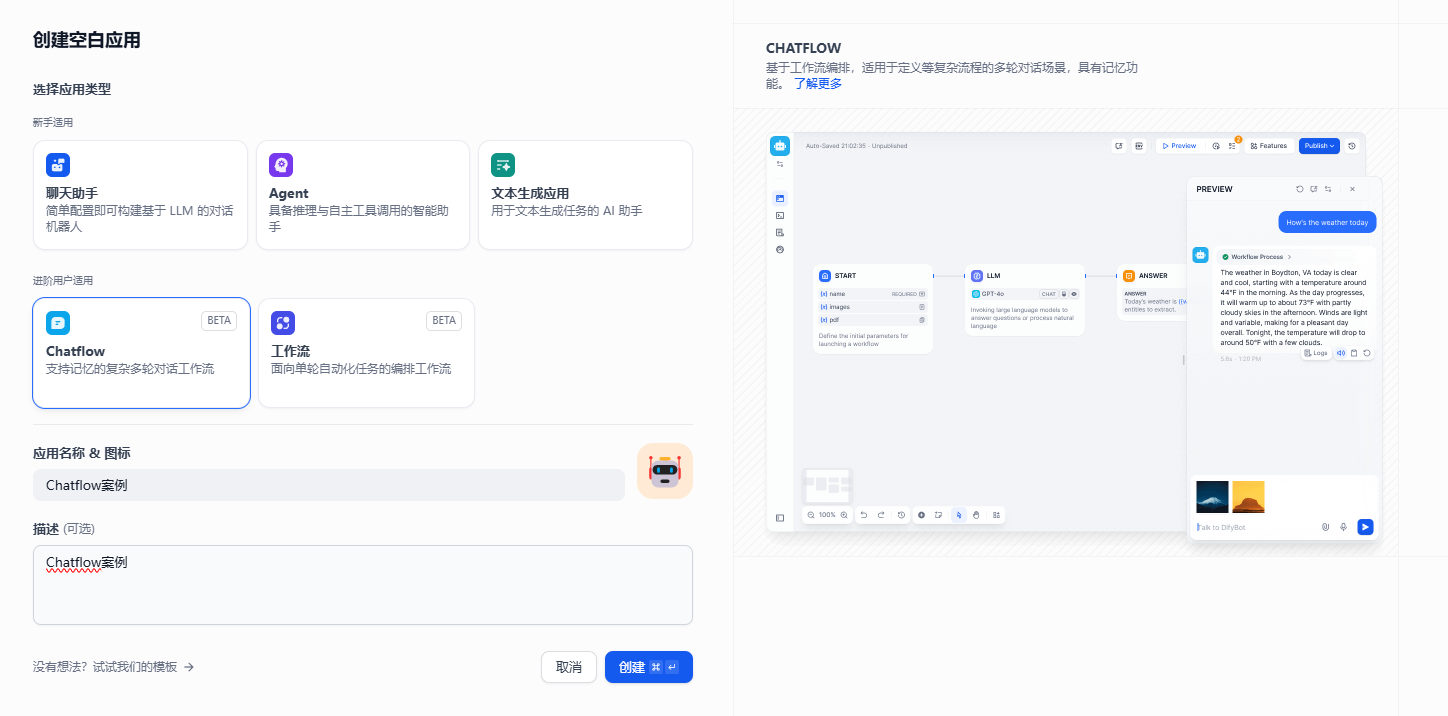 创建空白应用
选择应用类型
新手适用
聊天助手
简单配置即可构建基于 LLM 的对话
机器人
Agent
具备推理与自主工具调用的智能助
手
文本生成应用
用于文本生成任务的 AI 助手
进阶用户适用
BETA
Chatflow
支持记忆的复杂多轮对话工作流
BETA
工作流
面向单轮自动化任务的编排工作流
应用名称 & 图标
Chatflow案例
描述 (可选)
Chatflow案例
没有想法？试试我们的模板 →
取消
创建 ⌘ ↵
CHATFLOW
基于工作流编排，适用于定义等复杂流程的多轮对话场景，具有记忆功
能。 了解更多
Auto-Saved 21:02:35 · Unpublished
Preview
2
Features
Publish
PREVIEW
How's the weather today
Workflow Process
The weather in Boydton, VA today is clear
and cool, starting with a temperature around
44°F in the morning. As the day progresses,
it will warm up to about 73°F with partly
cloudy skies in the afternoon. Winds are light
and variable, making for a pleasant day
overall. Tonight, the temperature will drop to
around 50°F with a few clouds.
Logs
5.6s · 1:20 PM
START
{x} name
REQUIRED
{x} images
{x} pdf
Define the initial parameters for
launching a workflow
LLM
GPT-4o
CHAT
Invoking large language models to
answer questions or process natural
language
ANSWER
ANSWER
Today's weather is {{w
entities to extract.
100%
Talk to DifyBot